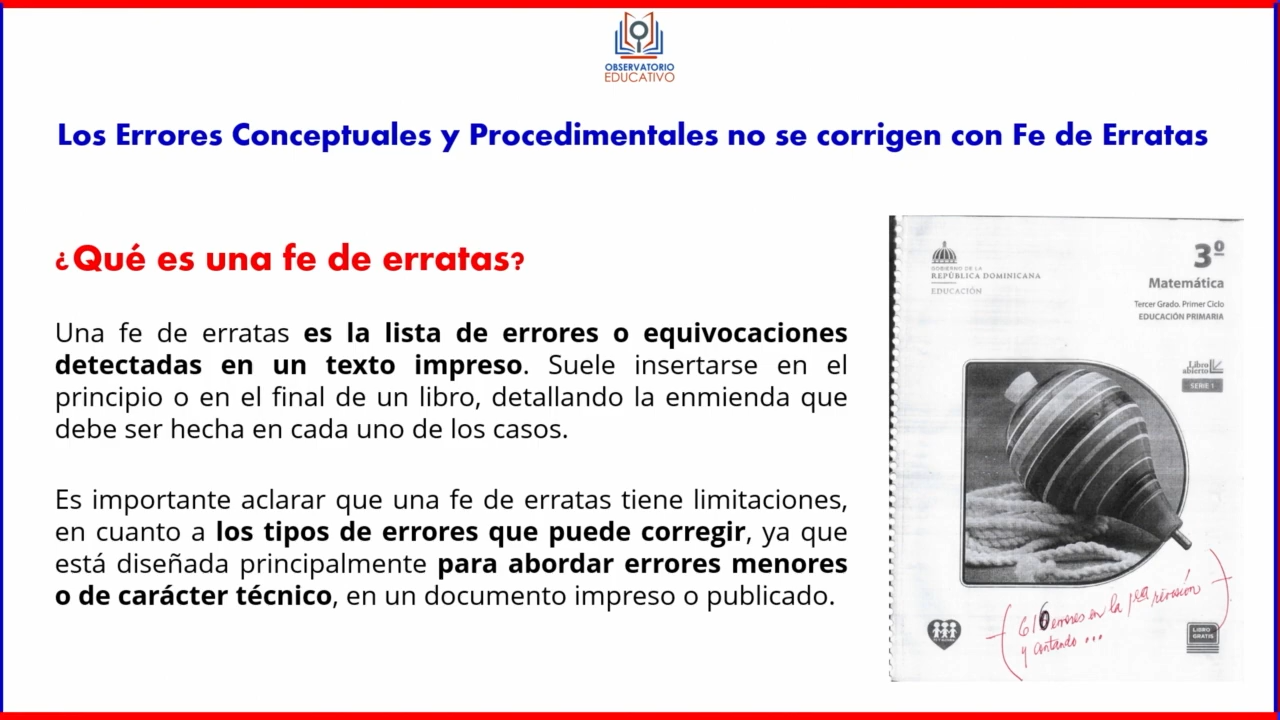 OBSERVATORIO
EDUCATIVO
Los Errores Conceptuales y Procedimentales no se corrigen con Fe de Erratas
¿Qué es una fe de erratas?
Una fe de erratas es la lista de errores o equivocaciones
detectadas en un texto impreso. Suele insertarse en el
principio o en el final de un libro, detallando la enmienda que
debe ser hecha en cada uno de los casos.
Es importante aclarar que una fe de erratas tiene limitaciones,
en cuanto a los tipos de errores que puede corregir, ya que
está diseñada principalmente para abordar errores menores
o de carácter técnico, en un documento impreso o publicado.
GOBIERNO DE LA
REPÚBLICA DOMINICANA
EDUCACIÓN
3º
Matemática
Tercer Grado. Primer Ciclo
EDUCACIÓN PRIMARIA
Libro
abierto
SERIE 1
616 errores en la 1ra revisión
y contando ...
LIBRO
GRATIS